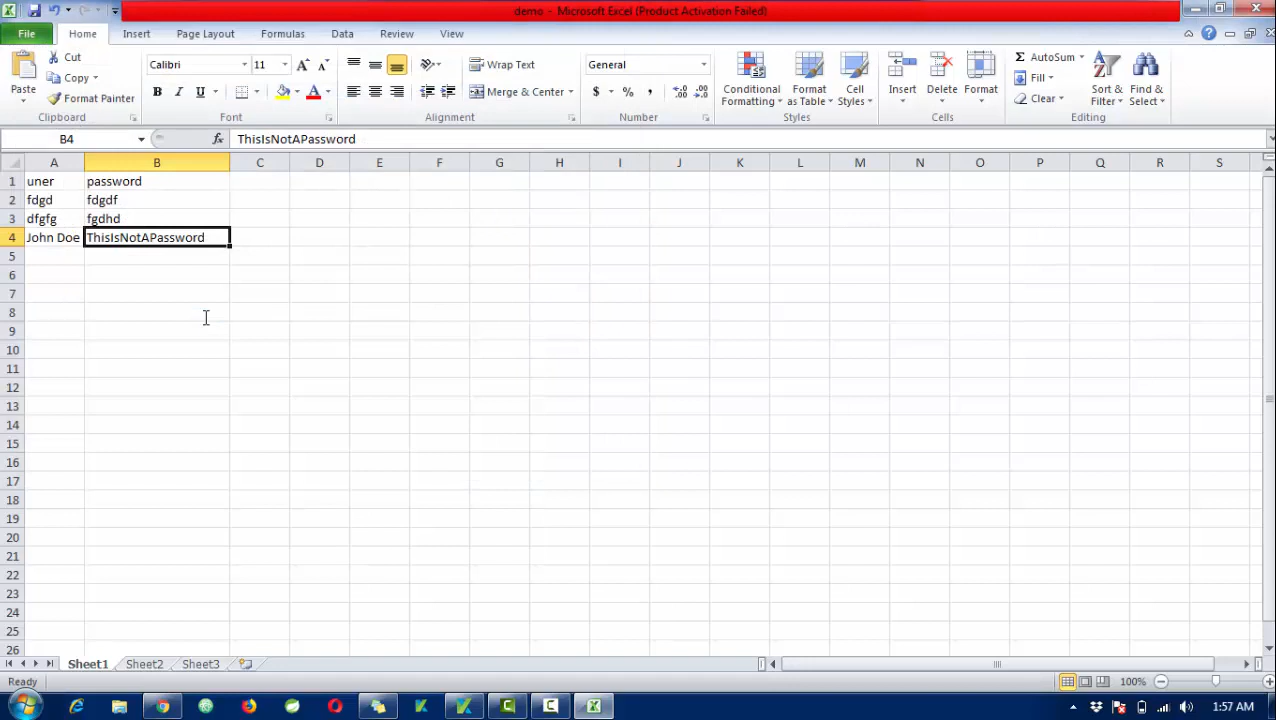 demo - Microsoft Excel (Product Activation Failed)
File Home Insert Page Layout Formulas Data Review View
Cut
Copy
Format Painter
Paste
Clipboard
Calibri 11
B I U
Font
Wrap Text
Merge & Center
Alignment
General
$ % ,
Number
Conditional Formatting
Format as Table
Cell Styles
Styles
Insert Delete Format
Cells
Σ AutoSum
Fill
Clear
Sort & Filter
Find & Select
Editing
B4 fx ThisIsNotAPassword
A B C D E F G H I J K L M N O P Q R S
1 uner password
2 fdgd fdgdf
3 dfgfg fgdhd
4 John Doe ThisIsNotAPassword
5
6
7
8
9
10
11
12
13
14
15
16
17
18
19
20
21
22
23
24
25
26
Sheet1 Sheet2 Sheet3
Ready 100%
1:57 AM